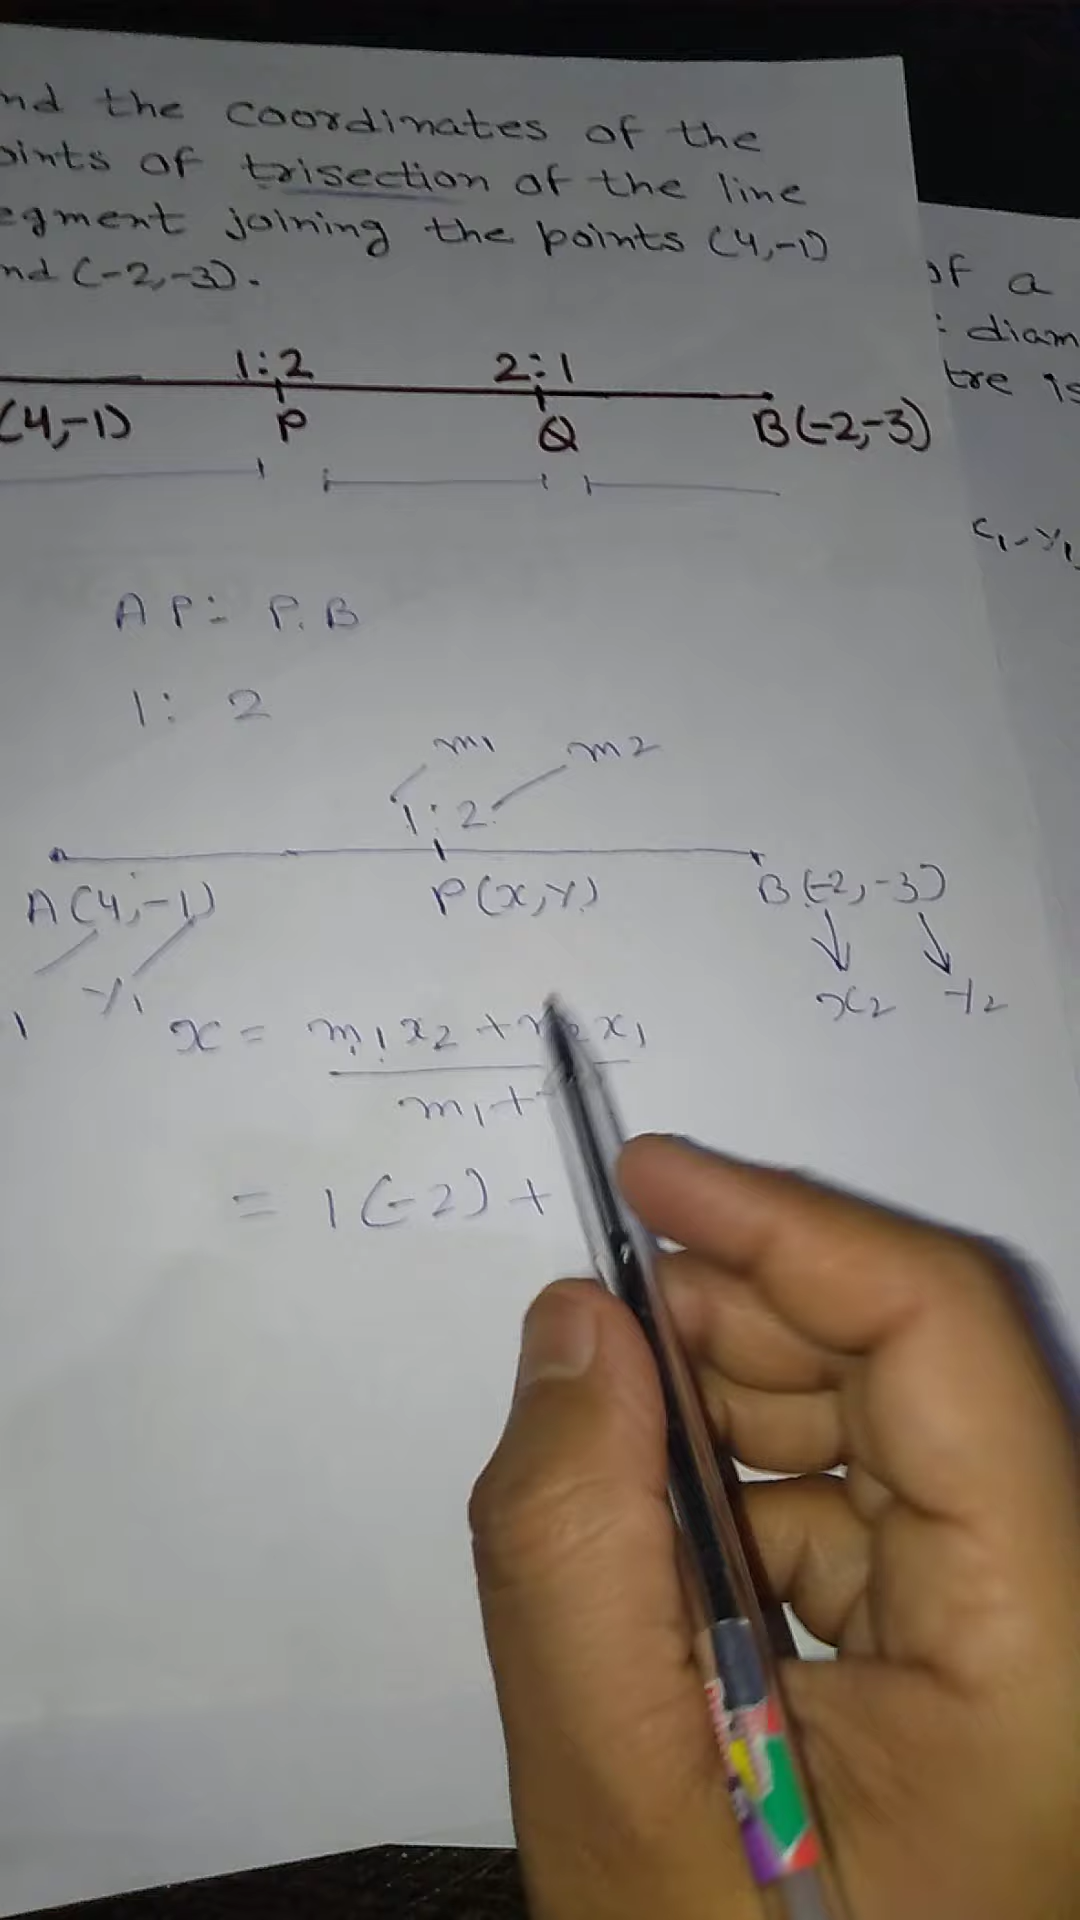 nd the coordinates of the
oints of trisection of the line
egment joining the points (4,-1)
nd (-2,-3).
1:2 2:1
(4,-1) P Q B(-2,-3)
AP= P.B
1: 2
m1 m2
1:2
A(4,-1) P(x,y) B(-2,-3)
y1 x2 y2
1
x = m1x2 + m2x1
m1+
= 1(-2) +
of a
: diam
tre is